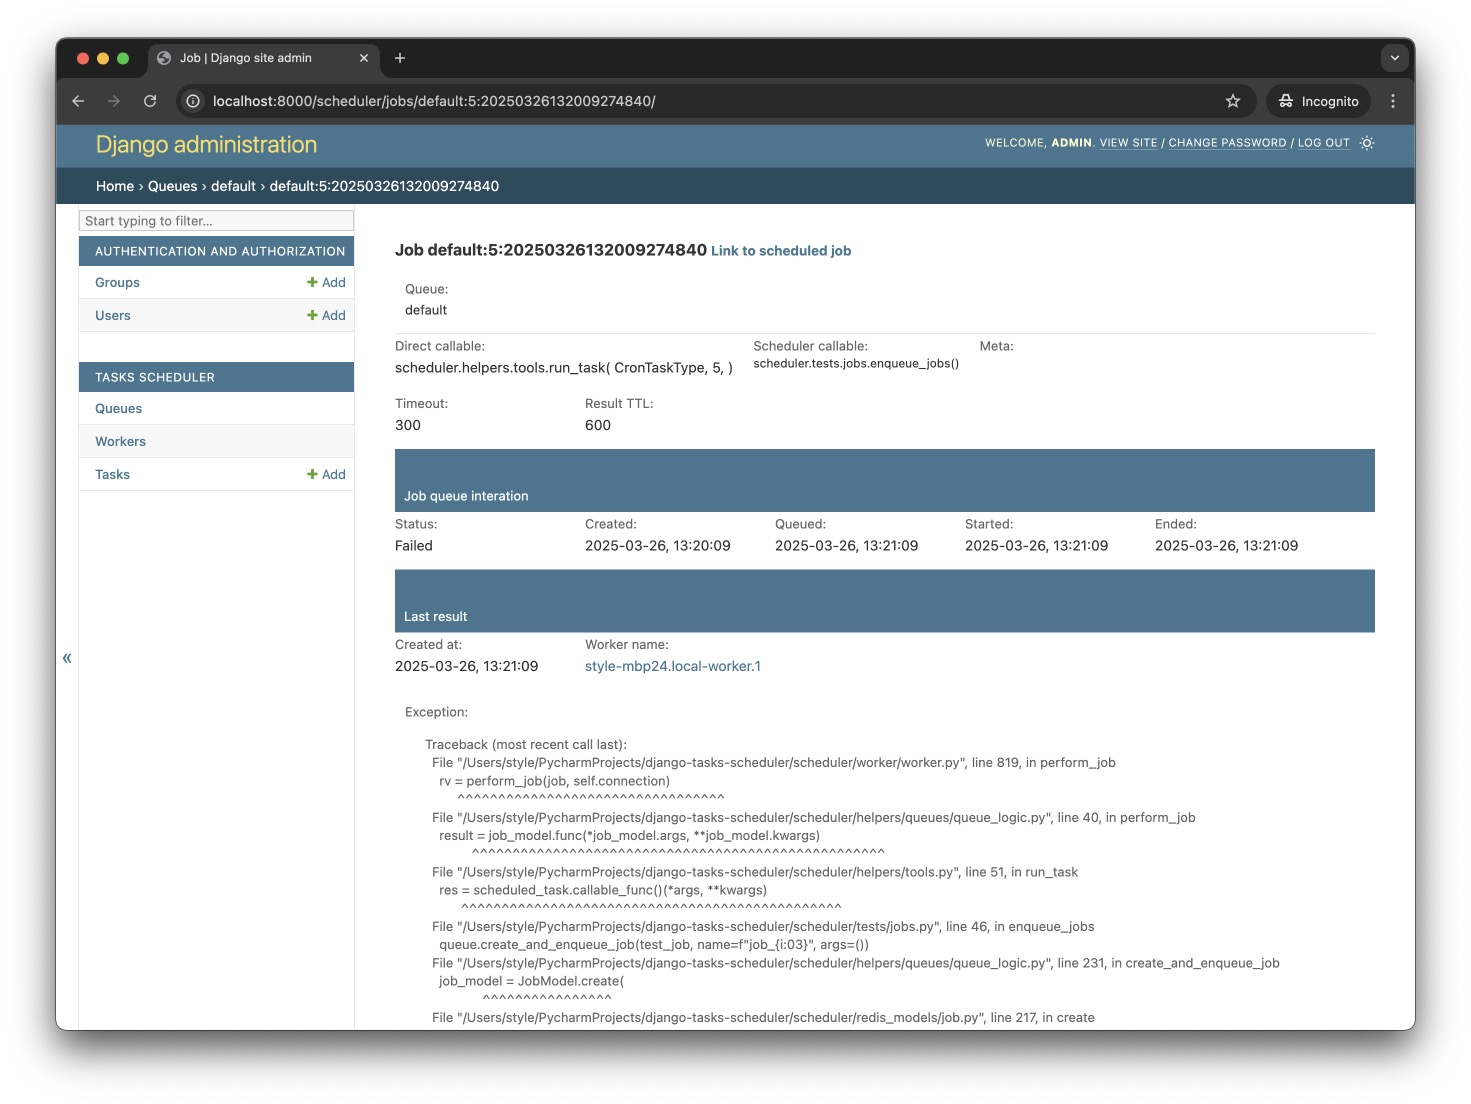 Job | Django site admin
localhost:8000/scheduler/jobs/default:5:20250326132009274840/
Incognito
Django administration
WELCOME, ADMIN. VIEW SITE / CHANGE PASSWORD / LOG OUT
Home › Queues › default › default:5:20250326132009274840
Start typing to filter...
AUTHENTICATION AND AUTHORIZATION
Groups
Add
Users
Add
TASKS SCHEDULER
Queues
Workers
Tasks
Add
«
Job default:5:20250326132009274840 Link to scheduled job
Queue:
default
Direct callable:
scheduler.helpers.tools.run_task( CronTaskType, 5, )
Scheduler callable:
scheduler.tests.jobs.enqueue_jobs()
Meta:
Timeout:
300
Result TTL:
600
Job queue interation
Status:
Failed
Created:
2025-03-26, 13:20:09
Queued:
2025-03-26, 13:21:09
Started:
2025-03-26, 13:21:09
Ended:
2025-03-26, 13:21:09
Last result
Created at:
2025-03-26, 13:21:09
Worker name:
style-mbp24.local-worker.1
Exception:
Traceback (most recent call last):
File "/Users/style/PycharmProjects/django-tasks-scheduler/scheduler/worker/worker.py", line 819, in perform_job
rv = perform_job(job, self.connection)
^^^^^^^^^^^^^^^^^^^^^^^^^^^^^^^^^
File "/Users/style/PycharmProjects/django-tasks-scheduler/scheduler/helpers/queues/queue_logic.py", line 40, in perform_job
result = job_model.func(*job_model.args, **job_model.kwargs)
^^^^^^^^^^^^^^^^^^^^^^^^^^^^^^^^^^^^^^^^^^^^^^^^^^^
File "/Users/style/PycharmProjects/django-tasks-scheduler/scheduler/helpers/tools.py", line 51, in run_task
res = scheduled_task.callable_func()(*args, **kwargs)
^^^^^^^^^^^^^^^^^^^^^^^^^^^^^^^^^^^^^^^^^^^^^^^
File "/Users/style/PycharmProjects/django-tasks-scheduler/scheduler/tests/jobs.py", line 46, in enqueue_jobs
queue.create_and_enqueue_job(test_job, name=f"job_{i:03}", args=())
File "/Users/style/PycharmProjects/django-tasks-scheduler/scheduler/helpers/queues/queue_logic.py", line 231, in create_and_enqueue_job
job_model = JobModel.create(
^^^^^^^^^^^^^^^^
File "/Users/style/PycharmProjects/django-tasks-scheduler/scheduler/redis_models/job.py", line 217, in create